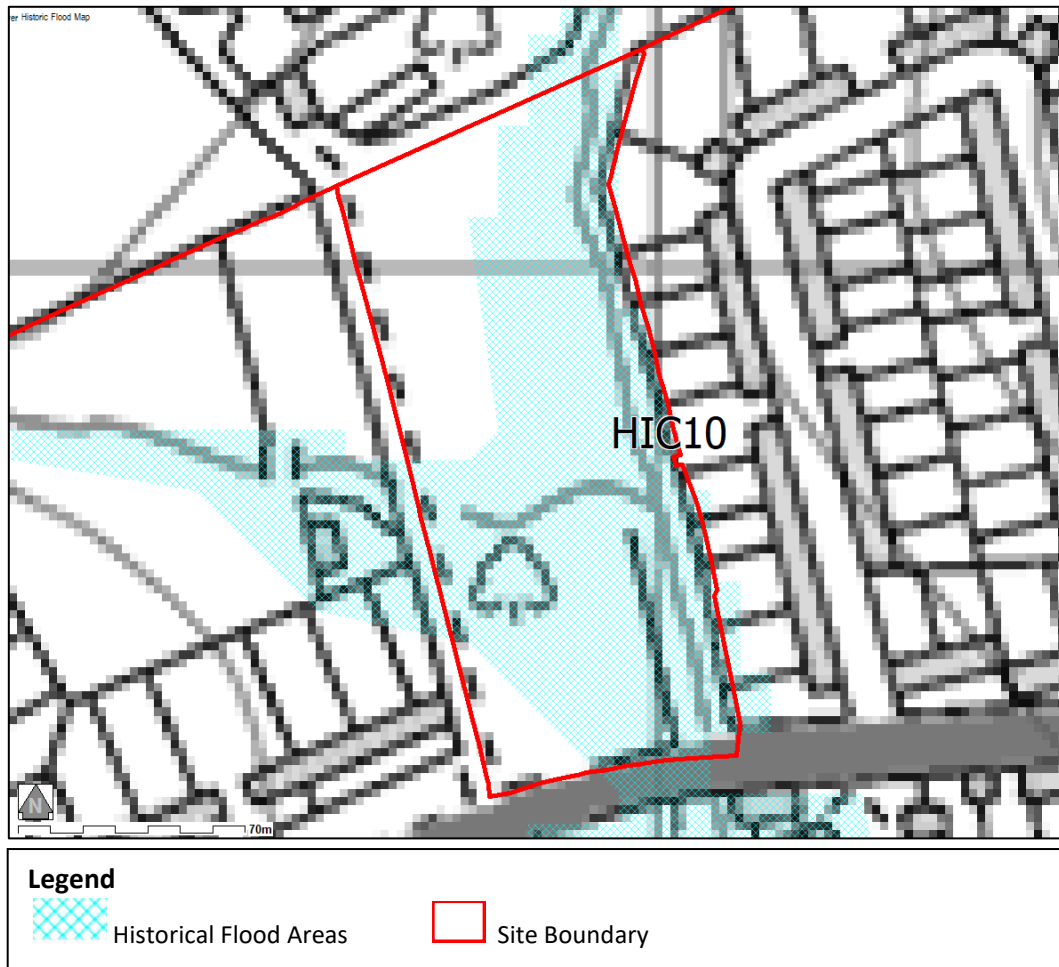 er Historic Flood Map
HIC10
N
70m
Legend
Historical Flood Areas
Site Boundary